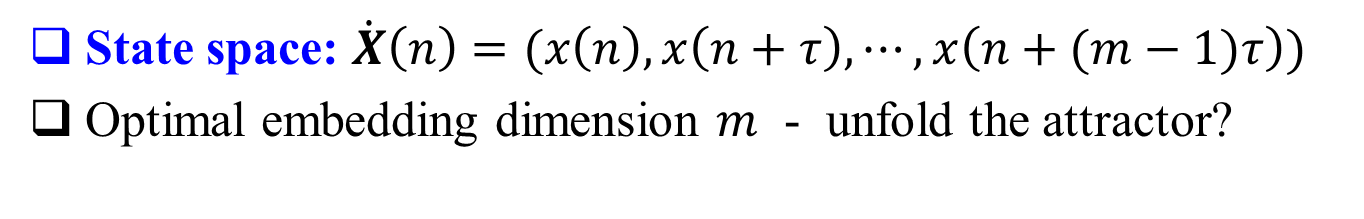 ❑ State space: Ẋ(n) = (x(n), x(n + τ), ⋯ , x(n + (m − 1)τ))
❑ Optimal embedding dimension m - unfold the attractor?